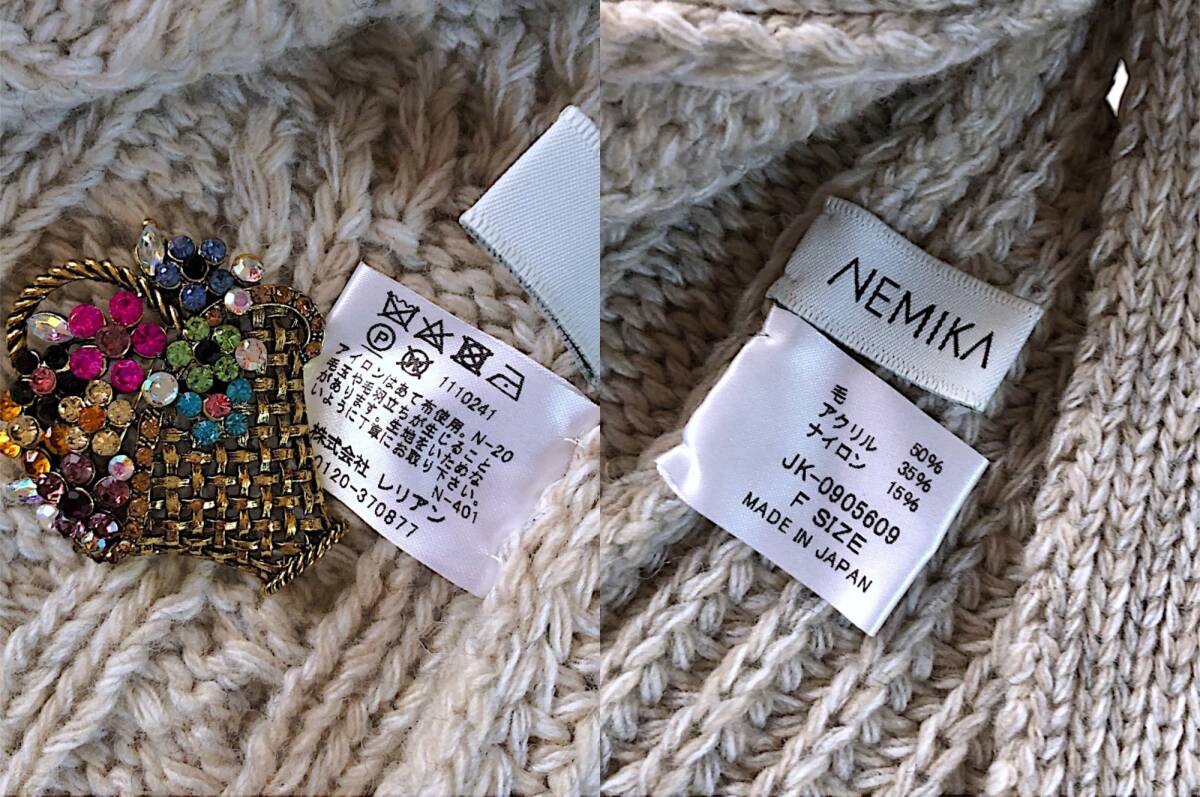 P
1110241
アイロンはあて布使用。N-20
毛玉や毛羽立ちが生じること
があります。生地をいためな
いように丁寧にお取り下さい。
N-401
株式会社 レリアン
0120-370877
NEMIKA
毛 50%
アクリル 35%
ナイロン 15%
JK-0905609
F SIZE
MADE IN JAPAN